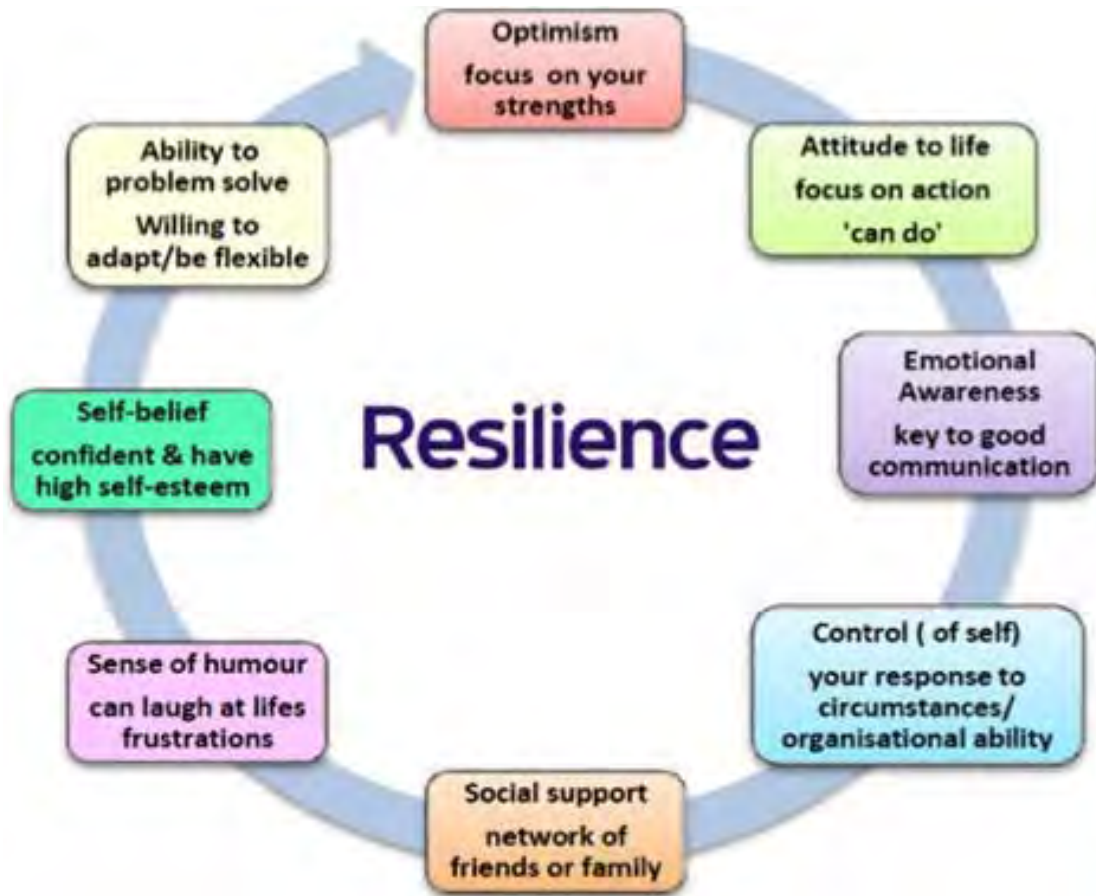 Optimism
focus on your
strengths
Attitude to life
focus on action
'can do'
Emotional
Awareness
key to good
communication
Control ( of self)
your response to
circumstances/
organisational ability
Social support
network of
friends or family
Sense of humour
can laugh at lifes
frustrations
Self-belief
confident & have
high self-esteem
Ability to
problem solve
Willing to
adapt/be flexible
Resilience